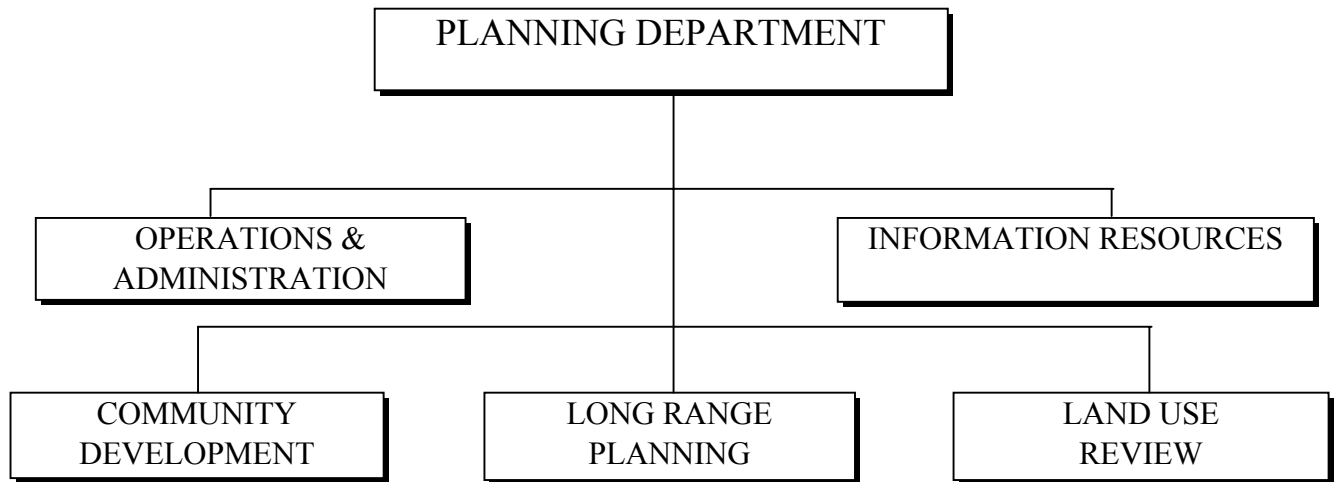 PLANNING DEPARTMENT
OPERATIONS &
ADMINISTRATION
INFORMATION RESOURCES
COMMUNITY
DEVELOPMENT
LONG RANGE
PLANNING
LAND USE
REVIEW